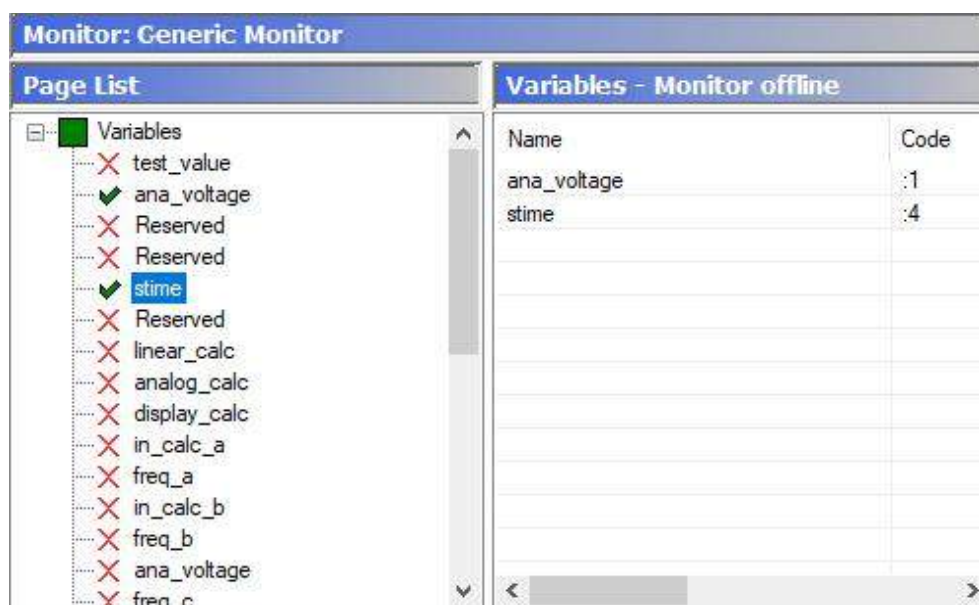 Monitor: Generic Monitor
Page List
Variables
test_value
ana_voltage
Reserved
Reserved
stime
Reserved
linear_calc
analog_calc
display_calc
in_calc_a
freq_a
in_calc_b
freq_b
ana_voltage
freq_c
Variables - Monitor offline
Name Code
ana_voltage :1
stime :4